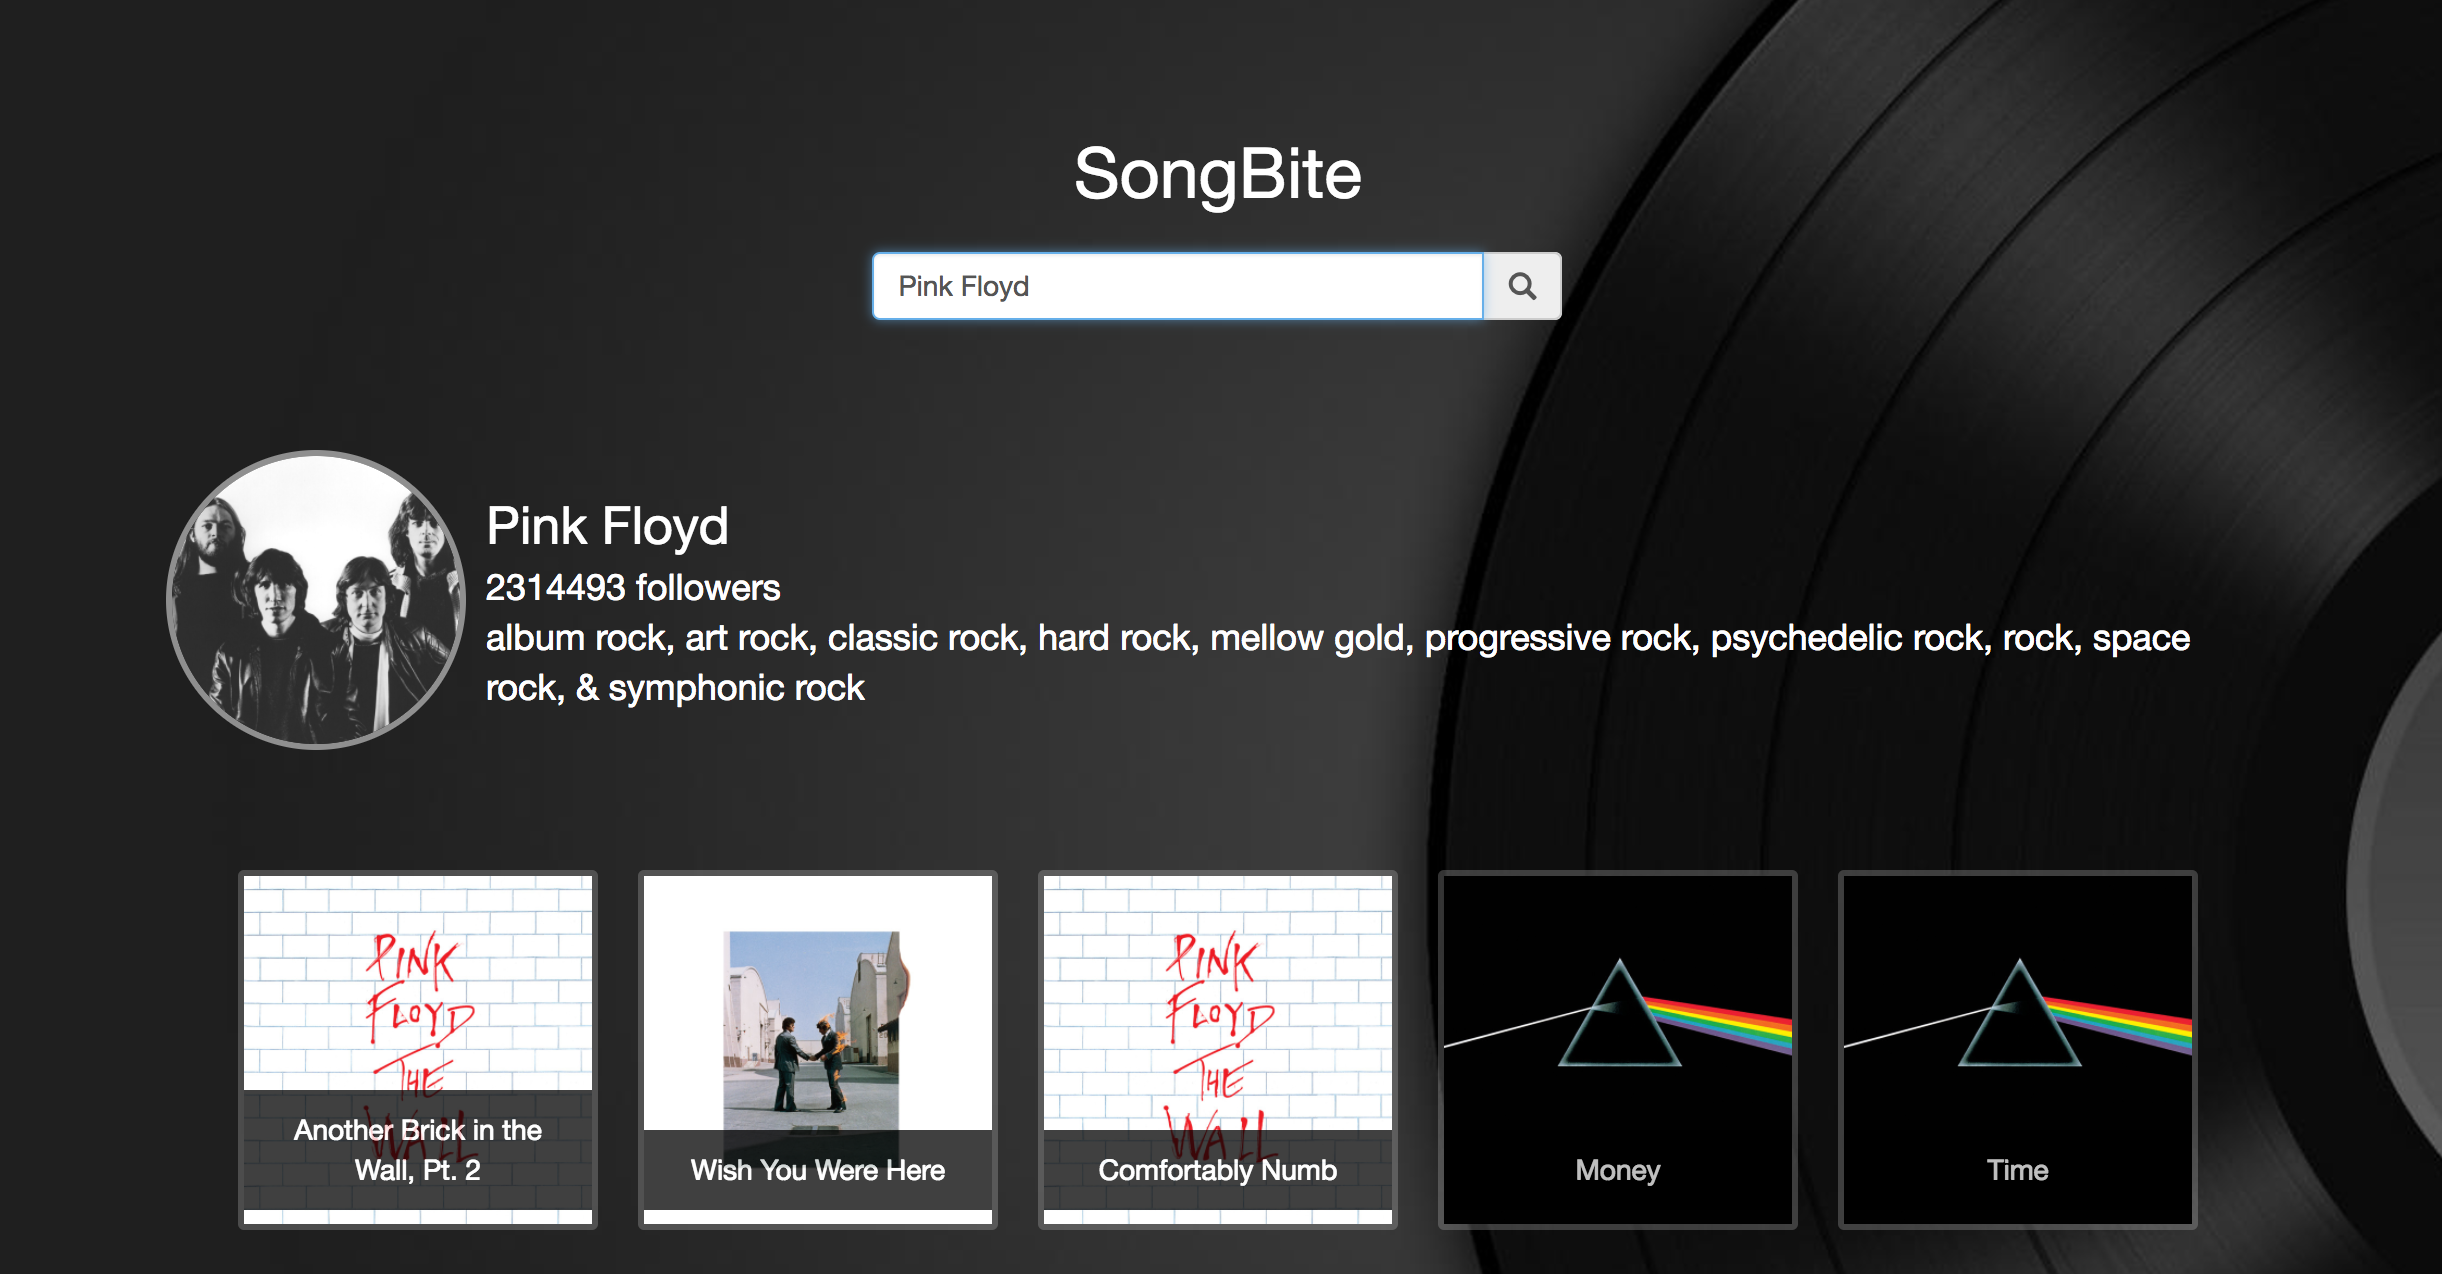 SongBite
Pink Floyd
Pink Floyd
2314493 followers
album rock, art rock, classic rock, hard rock, mellow gold, progressive rock, psychedelic rock, rock, space
rock, & symphonic rock
PINK
FLOYD
THE
WALL
Another Brick in the
Wall, Pt. 2
Wish You Were Here
PINK
FLOYD
THE
WALL
Comfortably Numb
Money
Time